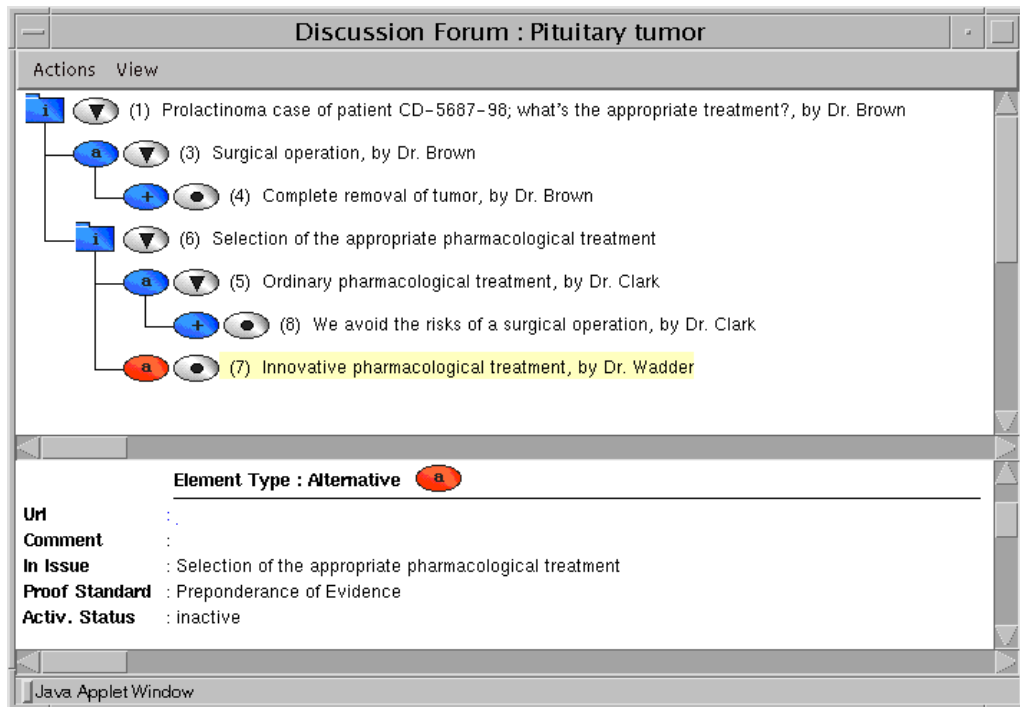 Discussion Forum : Pituitary tumor
Actions View
i (1) Prolactinoma case of patient CD-5687-98; what's the appropriate treatment?, by Dr. Brown
a (3) Surgical operation, by Dr. Brown
+ (4) Complete removal of tumor, by Dr. Brown
i (6) Selection of the appropriate pharmacological treatment
a (5) Ordinary pharmacological treatment, by Dr. Clark
+ (8) We avoid the risks of a surgical operation, by Dr. Clark
a (7) Innovative pharmacological treatment, by Dr. Wadder
Element Type : Alternative a
Url : .
Comment :
In Issue : Selection of the appropriate pharmacological treatment
Proof Standard : Preponderance of Evidence
Activ. Status : inactive
Java Applet Window